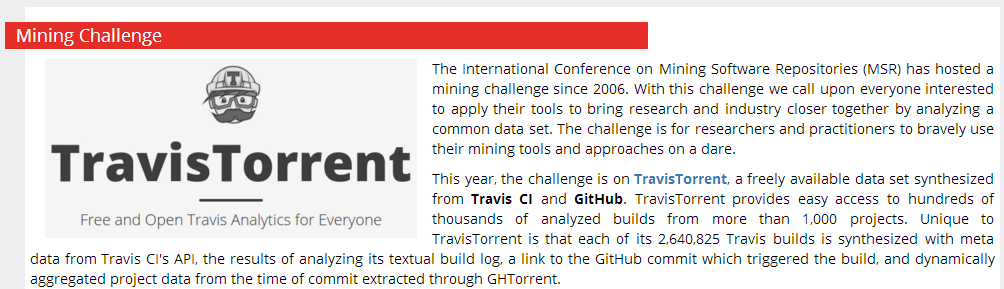 Mining Challenge
T
TravisTorrent
Free and Open Travis Analytics for Everyone
The International Conference on Mining Software Repositories (MSR) has hosted a
mining challenge since 2006. With this challenge we call upon everyone interested
to apply their tools to bring research and industry closer together by analyzing a
common data set. The challenge is for researchers and practitioners to bravely use
their mining tools and approaches on a dare.
This year, the challenge is on TravisTorrent, a freely available data set synthesized
from Travis CI and GitHub. TravisTorrent provides easy access to hundreds of
thousands of analyzed builds from more than 1,000 projects. Unique to
TravisTorrent is that each of its 2,640,825 Travis builds is synthesized with meta
data from Travis CI's API, the results of analyzing its textual build log, a link to the GitHub commit which triggered the build, and dynamically
aggregated project data from the time of commit extracted through GHTorrent.